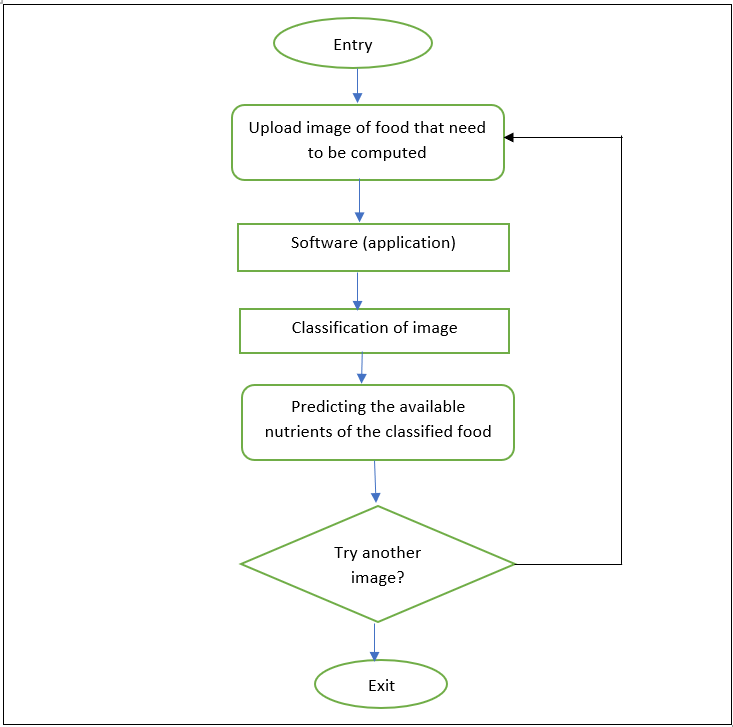 Entry
Upload image of food that need
to be computed
Software (application)
Classification of image
Predicting the available
nutrients of the classified food
Try another
image?
Exit